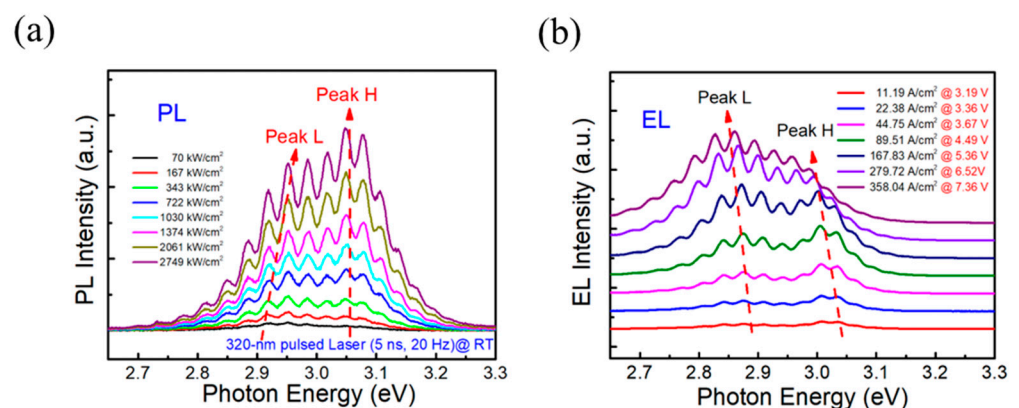 (a)
PL
Peak H
Peak L
70 kW/cm²
167 kW/cm²
343 kW/cm²
722 kW/cm²
1030 kW/cm²
1374 kW/cm²
2061 kW/cm²
2749 kW/cm²
320-nm pulsed Laser (5 ns, 20 Hz)@ RT
PL Intensity (a.u.)
2.7 2.8 2.9 3.0 3.1 3.2 3.3
Photon Energy (eV)
(b)
EL
Peak L
Peak H
11.19 A/cm² @ 3.19 V
22.38 A/cm² @ 3.36 V
44.75 A/cm² @ 3.67 V
89.51 A/cm² @ 4.49 V
167.83 A/cm² @ 5.36 V
279.72 A/cm² @ 6.52V
358.04 A/cm² @ 7.36 V
EL Intensity (a.u.)
2.7 2.8 2.9 3.0 3.1 3.2 3.3
Photon Energy (eV)